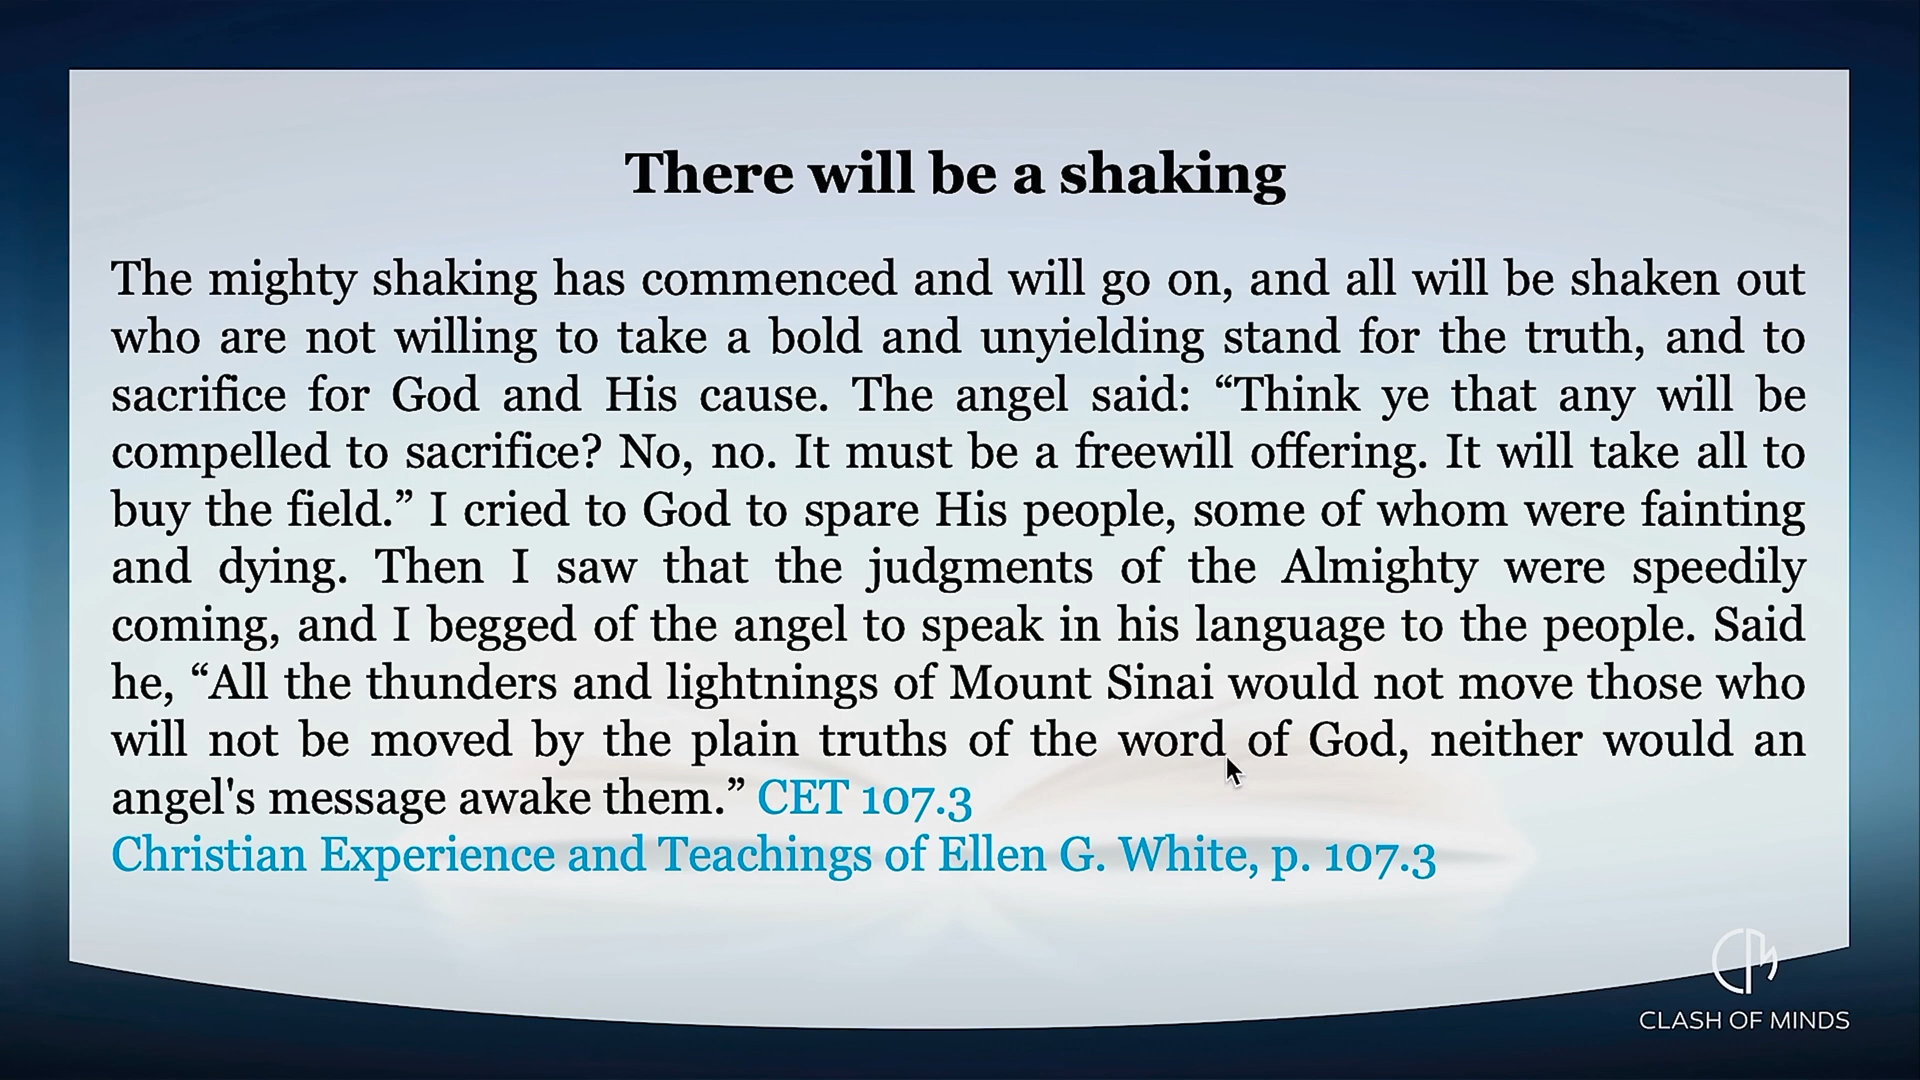 There will be a shaking
The mighty shaking has commenced and will go on, and all will be shaken out
who are not willing to take a bold and unyielding stand for the truth, and to
sacrifice for God and His cause. The angel said: “Think ye that any will be
compelled to sacrifice? No, no. It must be a freewill offering. It will take all to
buy the field.” I cried to God to spare His people, some of whom were fainting
and dying. Then I saw that the judgments of the Almighty were speedily
coming, and I begged of the angel to speak in his language to the people. Said
he, “All the thunders and lightnings of Mount Sinai would not move those who
will not be moved by the plain truths of the word of God, neither would an
angel's message awake them.” CET 107.3
Christian Experience and Teachings of Ellen G. White, p. 107.3
CLASH OF MINDS